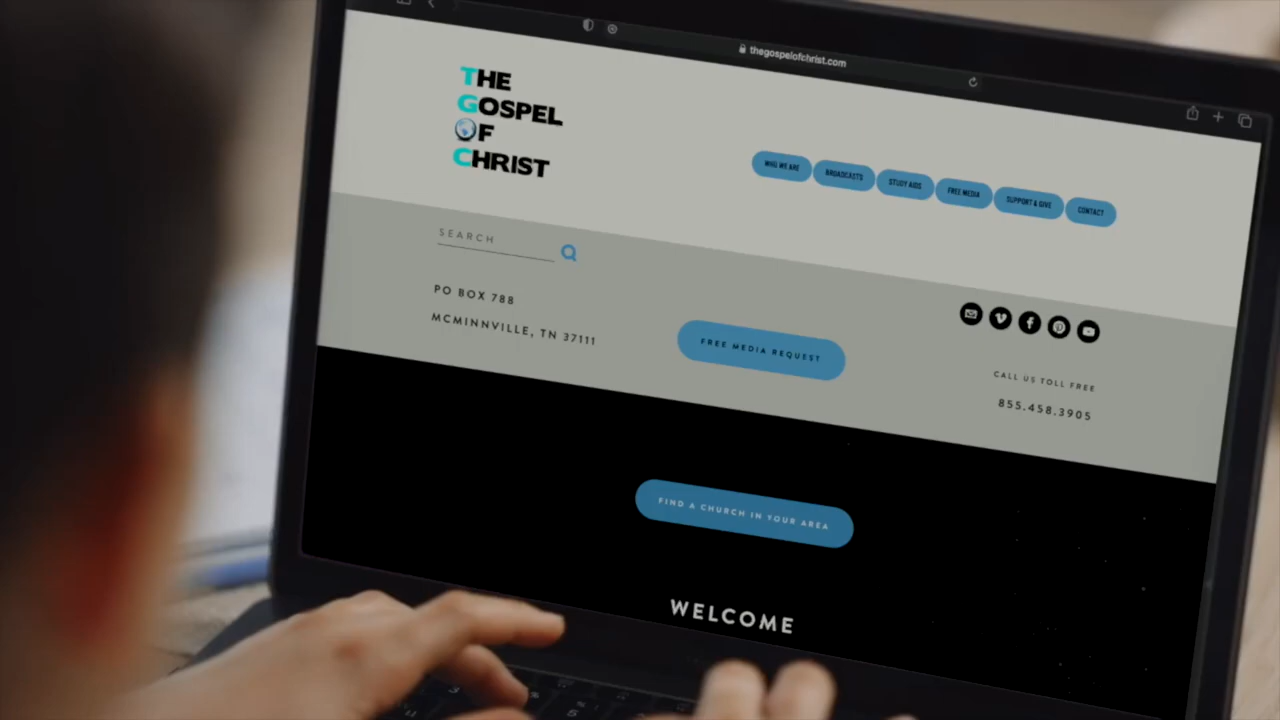 thegospelofchrist.com
THE
GOSPEL
OF
CHRIST
WHO WE ARE
BROADCASTS
STUDY AIDS
FREE MEDIA
SUPPORT & GIVE
CONTACT
SEARCH
PO BOX 788
MCMINNVILLE, TN 37111
FREE MEDIA REQUEST
CALL US TOLL FREE
855.458.3905
FIND A CHURCH IN YOUR AREA
WELCOME